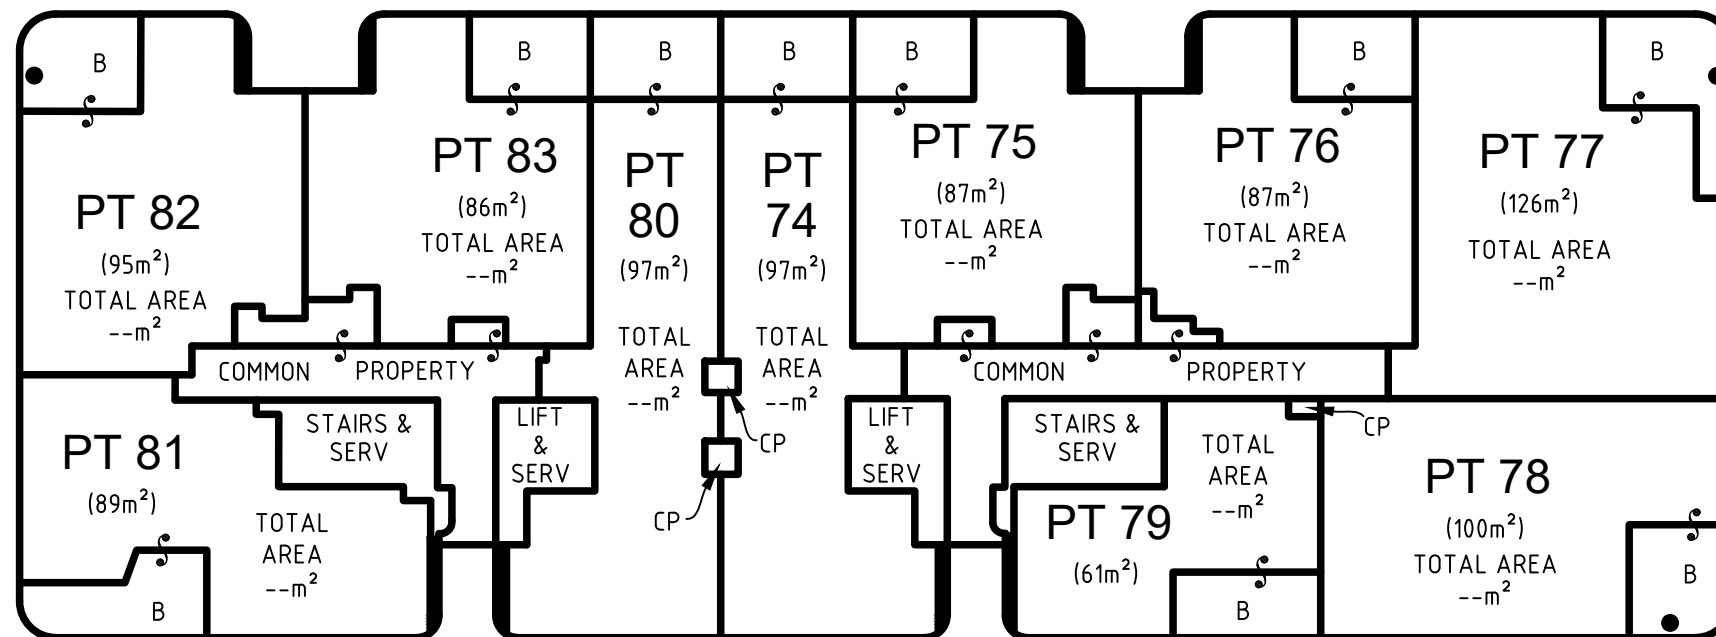 B
B
B
B
B
B
B
PT 82
(95m²)
TOTAL AREA
--m²
PT 83
(86m²)
TOTAL AREA
--m²
PT
80
(97m²)
TOTAL
AREA
--m²
PT
74
(97m²)
TOTAL
AREA
--m²
PT 75
(87m²)
TOTAL AREA
--m²
PT 76
(87m²)
TOTAL AREA
--m²
PT 77
(126m²)
TOTAL AREA
--m²
COMMON PROPERTY
COMMON PROPERTY
PT 81
(89m²)
TOTAL
AREA
--m²
B
STAIRS &
SERV
LIFT
&
SERV
CP
CP
LIFT
&
SERV
STAIRS &
SERV
PT 79
(61m²)
TOTAL
AREA
--m²
B
CP
PT 78
(100m²)
TOTAL AREA
--m²
B